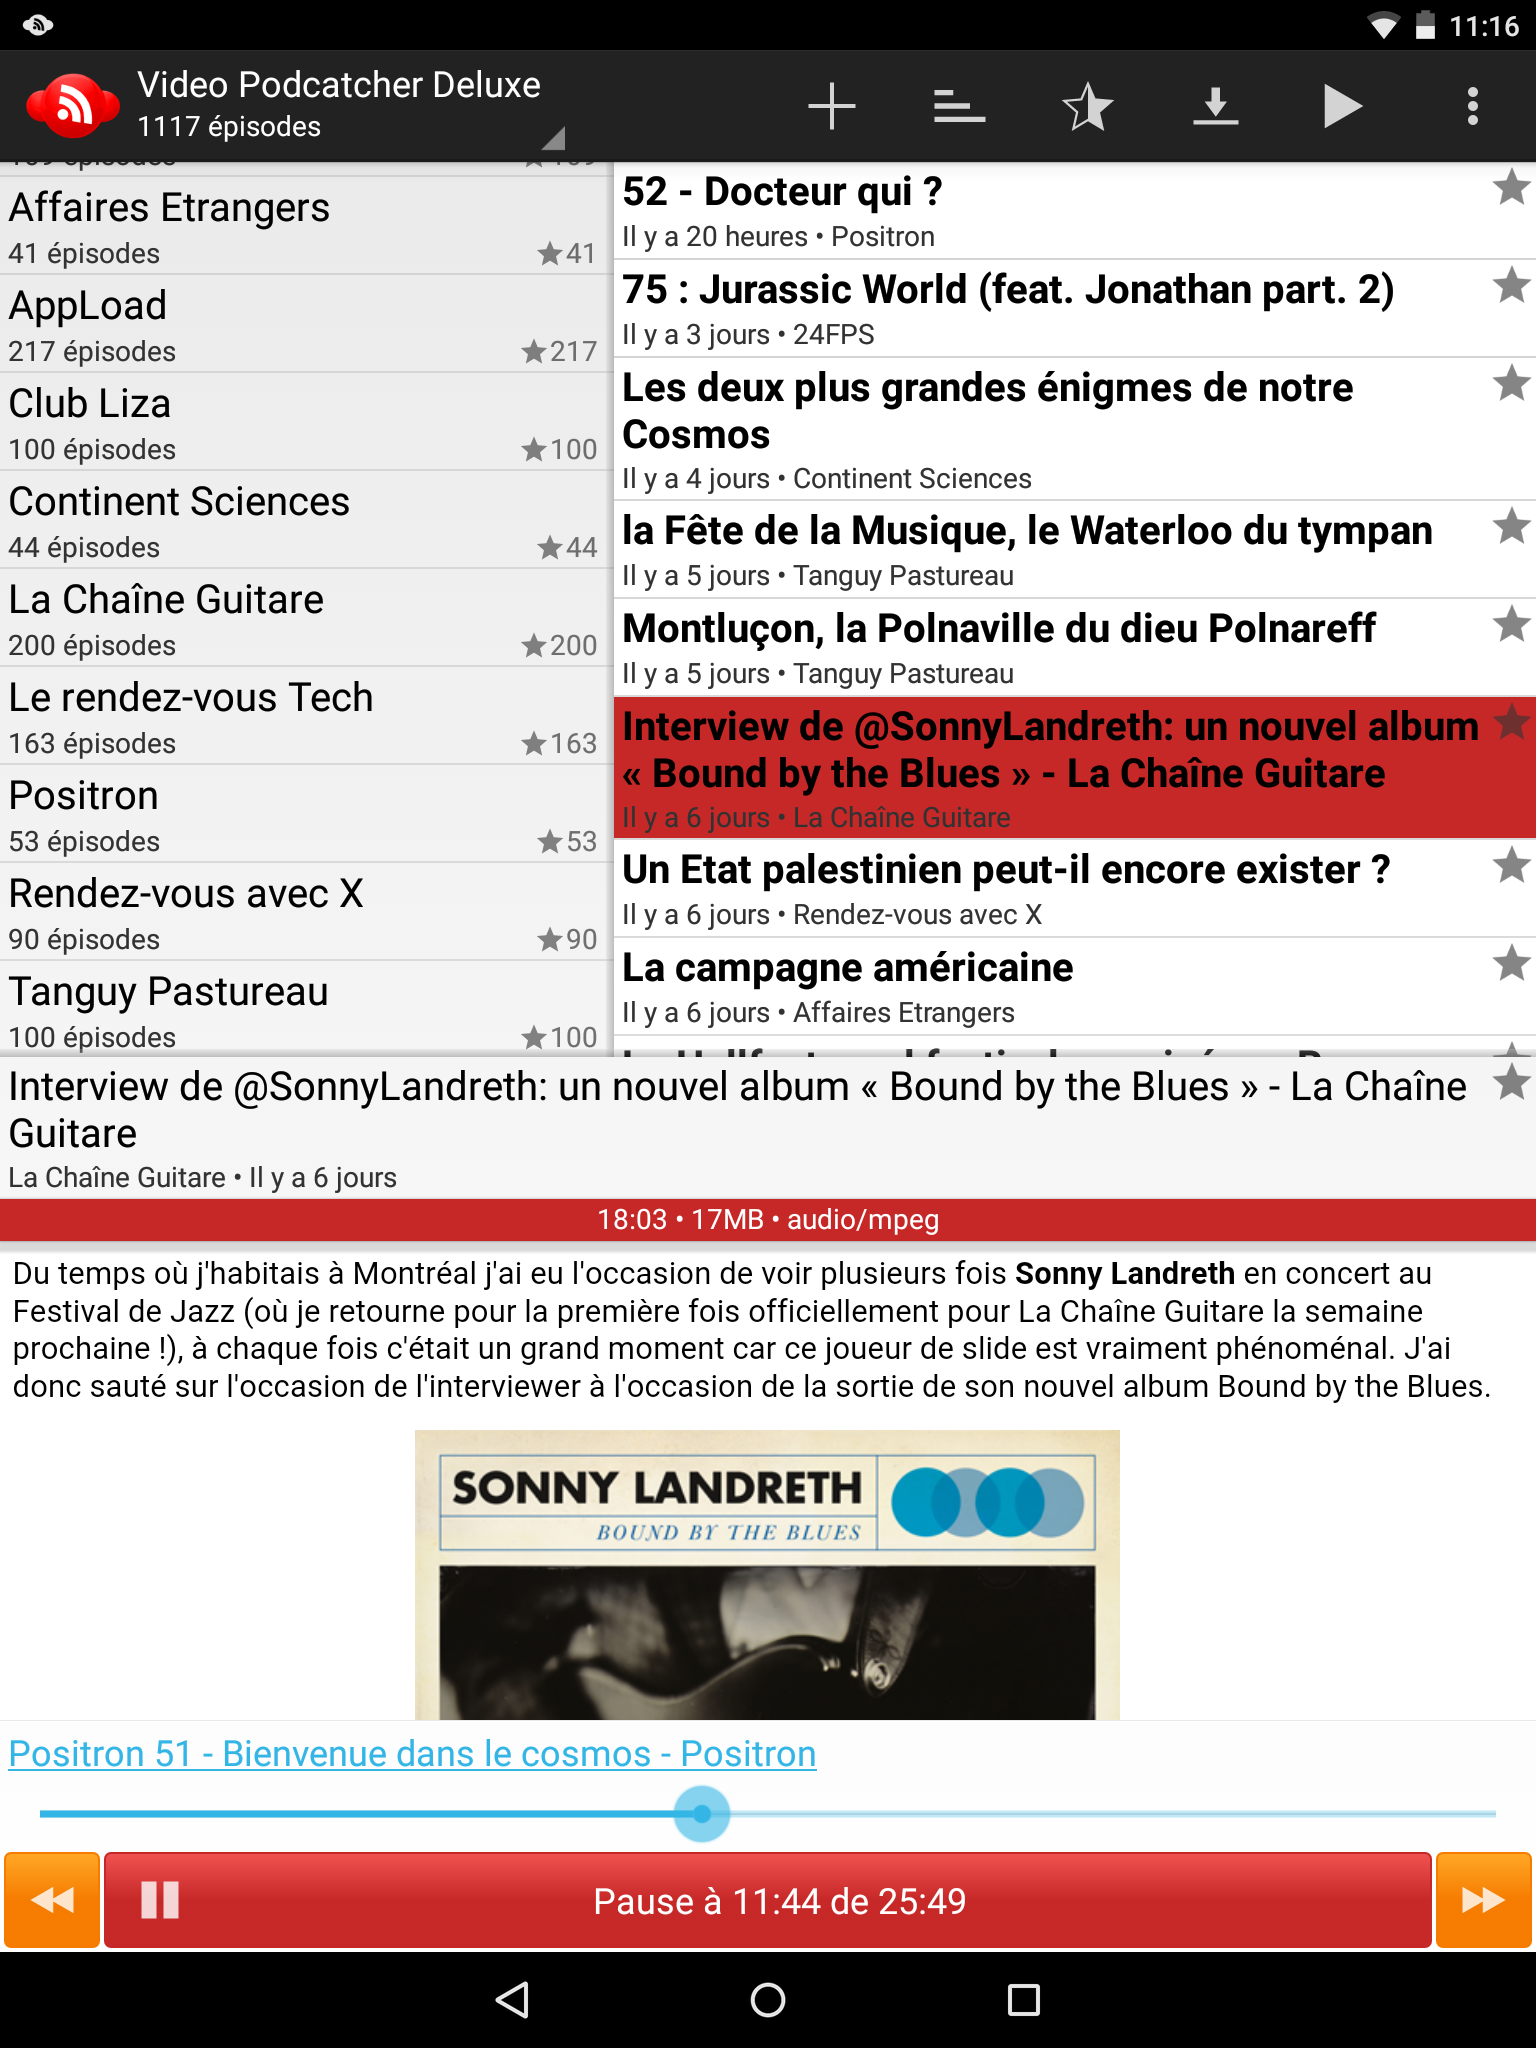 11:16
Video Podcatcher Deluxe
1117 épisodes
Affaires Etrangers
41 épisodes
41
AppLoad
217 épisodes
217
Club Liza
100 épisodes
100
Continent Sciences
44 épisodes
44
La Chaîne Guitare
200 épisodes
200
Le rendez-vous Tech
163 épisodes
163
Positron
53 épisodes
53
Rendez-vous avec X
90 épisodes
90
Tanguy Pastureau
100 épisodes
100
52 - Docteur qui ?
Il y a 20 heures • Positron
75 : Jurassic World (feat. Jonathan part. 2)
Il y a 3 jours • 24FPS
Les deux plus grandes énigmes de notre
Cosmos
Il y a 4 jours • Continent Sciences
la Fête de la Musique, le Waterloo du tympan
Il y a 5 jours • Tanguy Pastureau
Montluçon, la Polnaville du dieu Polnareff
Il y a 5 jours • Tanguy Pastureau
Interview de @SonnyLandreth: un nouvel album
« Bound by the Blues » - La Chaîne Guitare
Il y a 6 jours • La Chaîne Guitare
Un Etat palestinien peut-il encore exister ?
Il y a 6 jours • Rendez-vous avec X
La campagne américaine
Il y a 6 jours • Affaires Etrangers
Interview de @SonnyLandreth: un nouvel album « Bound by the Blues » - La Chaîne
Guitare
La Chaîne Guitare • Il y a 6 jours
18:03 • 17MB • audio/mpeg
Du temps où j'habitais à Montréal j'ai eu l'occasion de voir plusieurs fois Sonny Landreth en concert au
Festival de Jazz (où je retourne pour la première fois officiellement pour La Chaîne Guitare la semaine
prochaine !), à chaque fois c'était un grand moment car ce joueur de slide est vraiment phénoménal. J'ai
donc sauté sur l'occasion de l'interviewer à l'occasion de la sortie de son nouvel album Bound by the Blues.
SONNY LANDRETH
BOUND BY THE BLUES
Positron 51 - Bienvenue dans le cosmos - Positron
Pause à 11:44 de 25:49